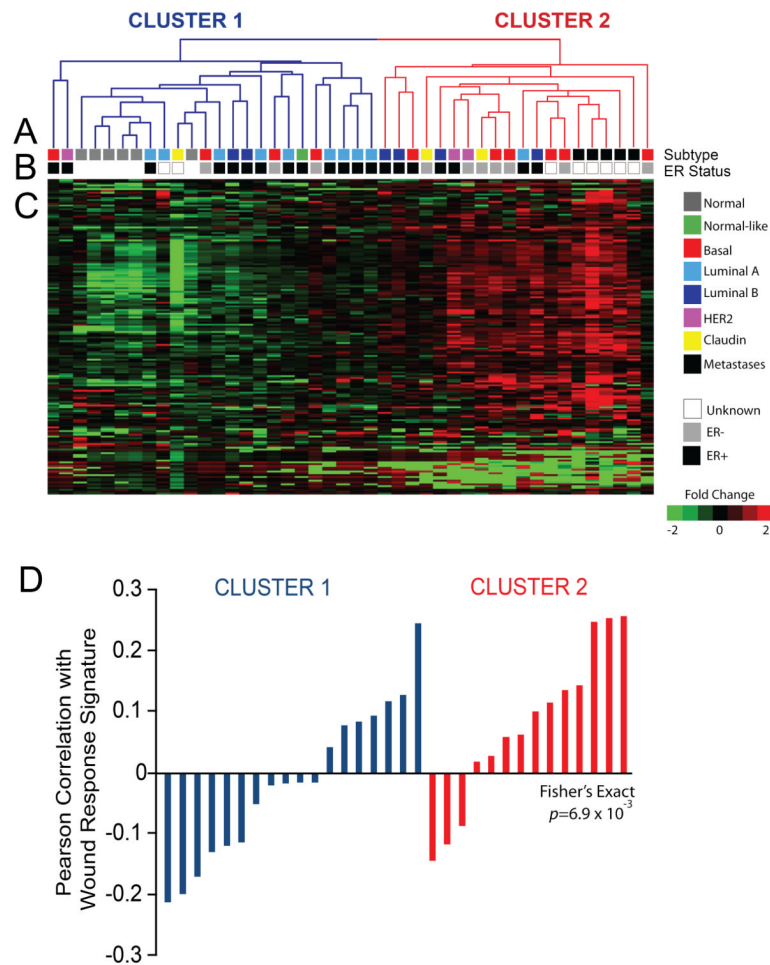 CLUSTER 1
CLUSTER 2
A
Subtype
B
ER Status
C
Normal
Normal-like
Basal
Luminal A
Luminal B
HER2
Claudin
Metastases
Unknown
ER-
ER+
Fold Change
-2 0 2
D
CLUSTER 1
CLUSTER 2
Pearson Correlation with
Wound Response Signature
0.3
0.2
0.1
0
-0.1
-0.2
-0.3
Fisher's Exact
p=6.9 x 10-3